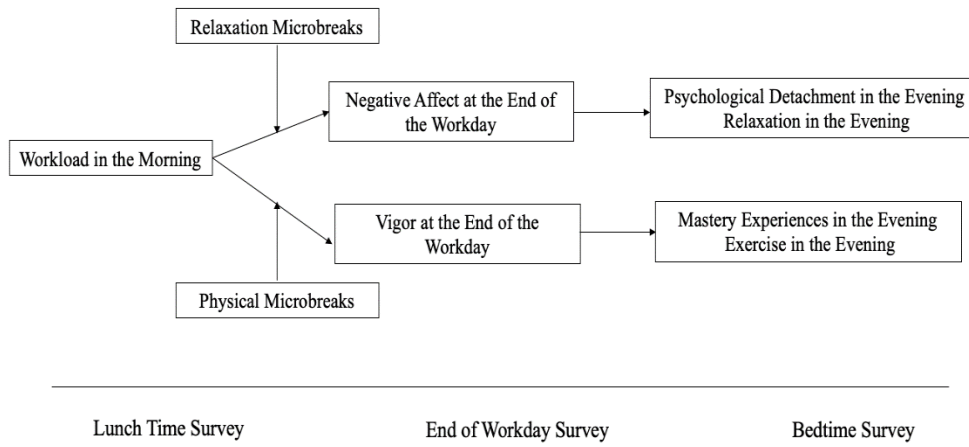 Relaxation Microbreaks
Negative Affect at the End of
the Workday
Psychological Detachment in the Evening
Relaxation in the Evening
Workload in the Morning
Vigor at the End of the
Workday
Mastery Experiences in the Evening
Exercise in the Evening
Physical Microbreaks
Lunch Time Survey
End of Workday Survey
Bedtime Survey